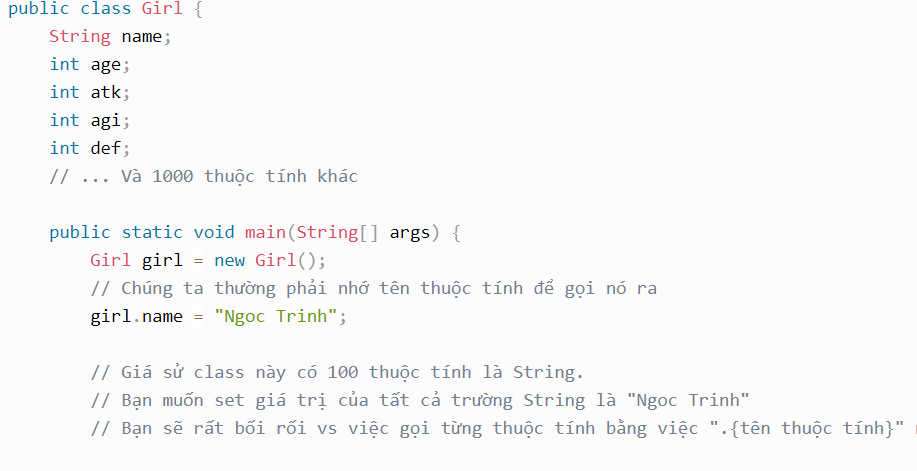 public class Girl {
String name;
int age;
int atk;
int agi;
int def;
// ... Và 1000 thuộc tính khác
public static void main(String[] args) {
Girl girl = new Girl();
// Chúng ta thường phải nhớ tên thuộc tính để gọi nó ra
girl.name = "Ngoc Trinh";
// Giá sử class này có 100 thuộc tính là String.
// Bạn muốn set giá trị của tất cả trường String là "Ngoc Trinh"
// Bạn sẽ rất bối rối vs việc gọi từng thuộc tính bằng việc ".{tên thuộc tính}"